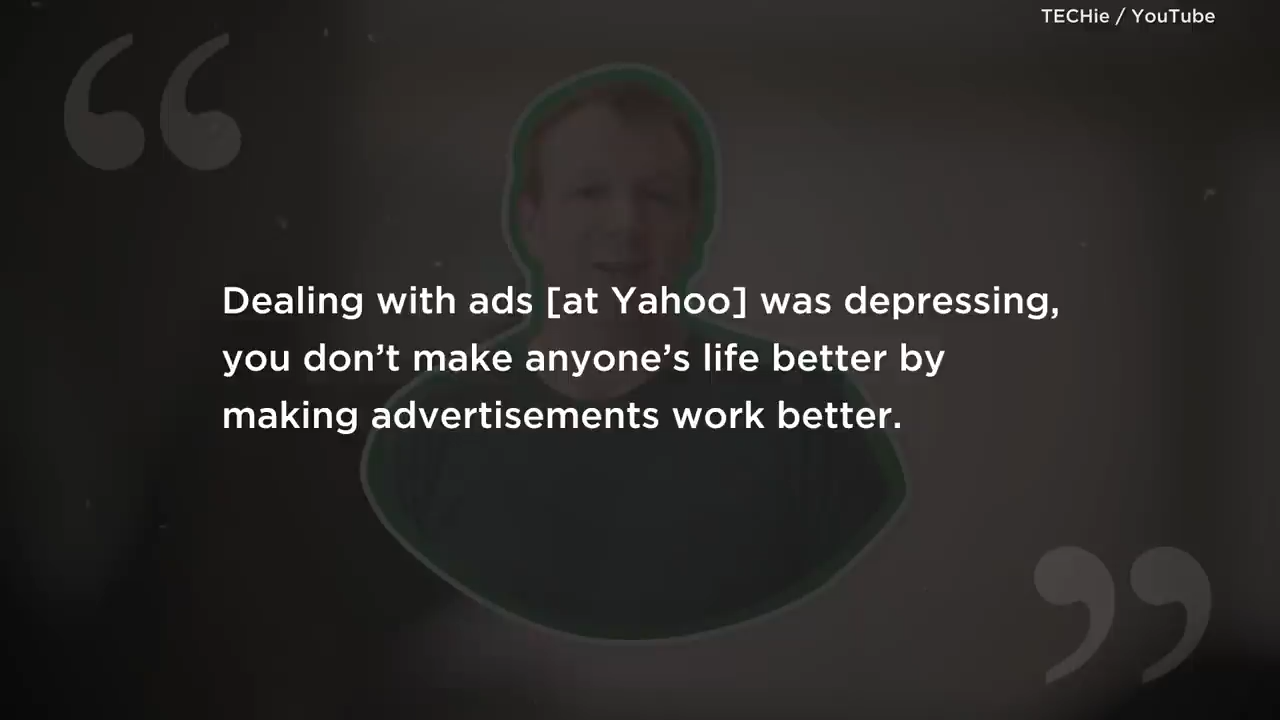 TECHie / YouTube
Dealing with ads [at Yahoo] was depressing,
you don’t make anyone’s life better by
making advertisements work better.